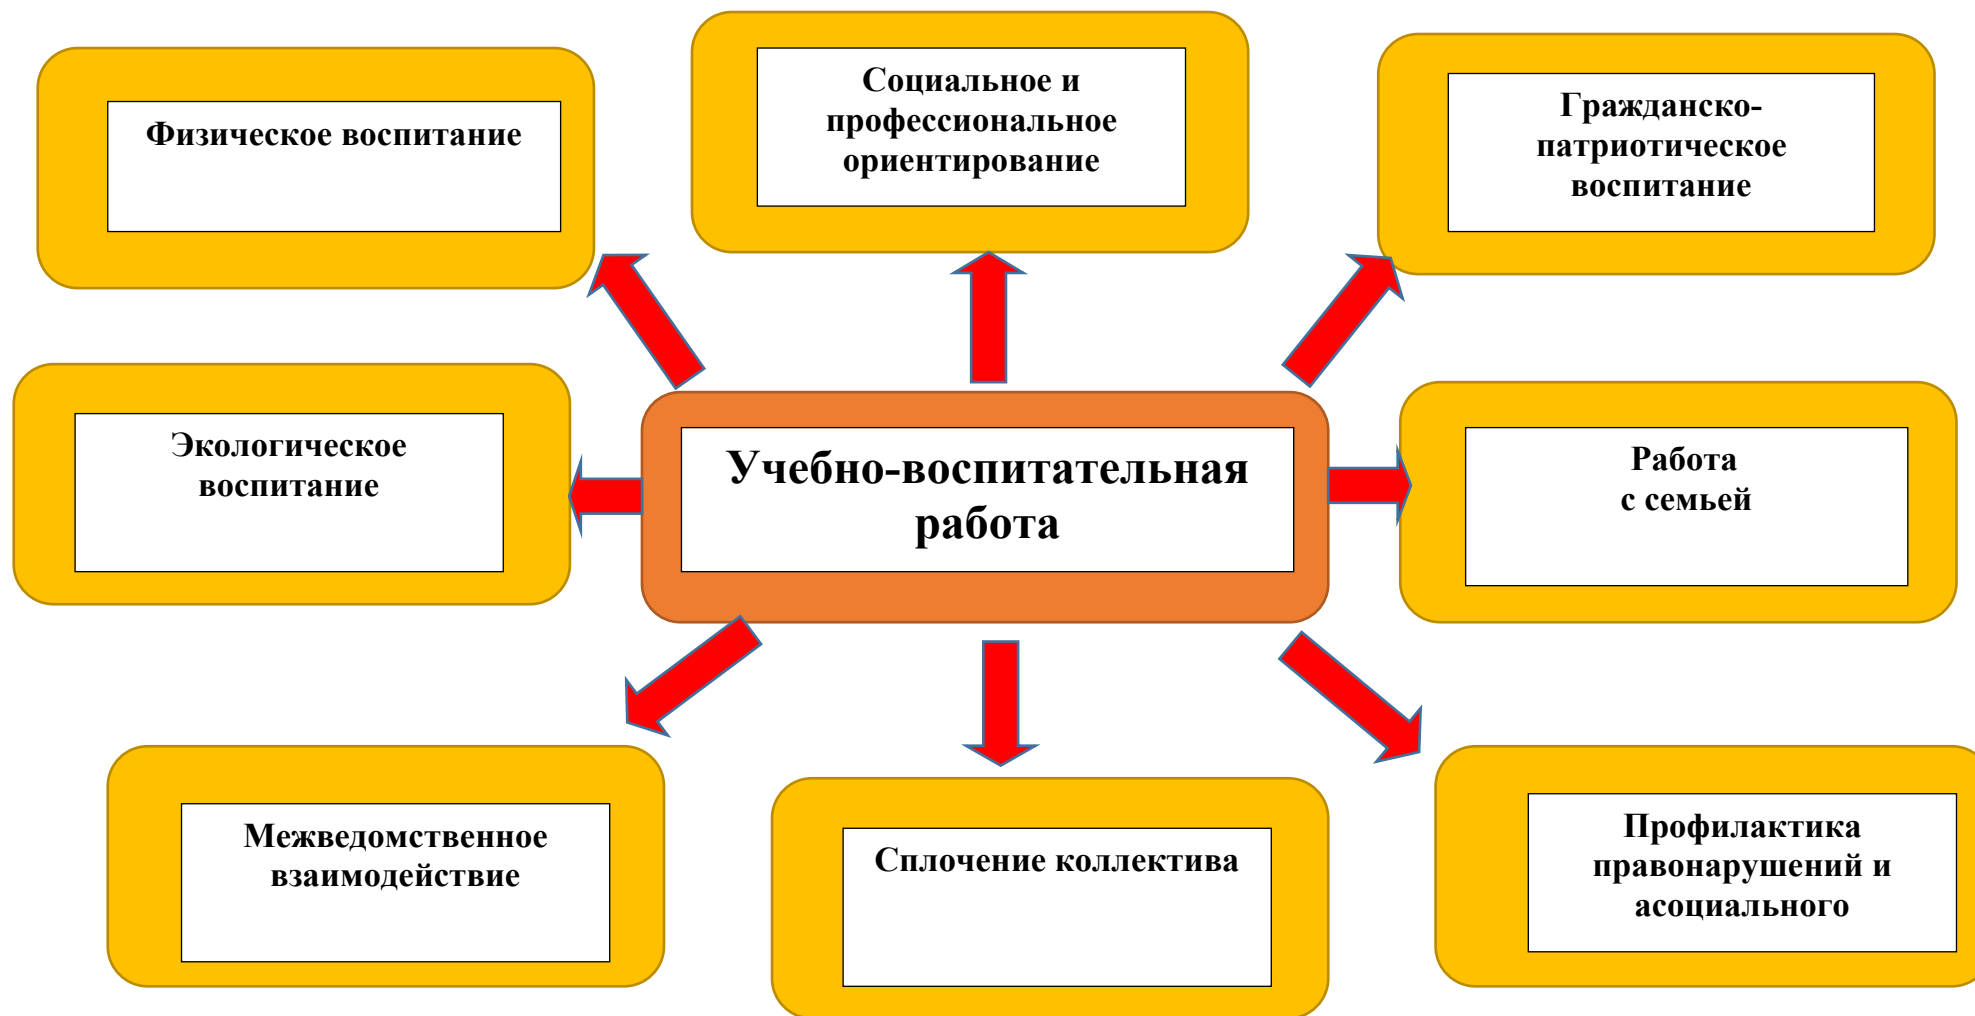 Физическое воспитание
Социальное и
профессиональное
ориентирование
Гражданско-
патриотическое
воспитание
Экологическое
воспитание
Учебно-воспитательная
работа
Работа
с семьей
Межведомственное
взаимодействие
Сплочение коллектива
Профилактика
правонарушений и
асоциального